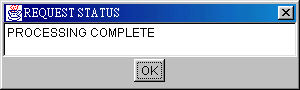 REQUEST STATUS
PROCESSING COMPLETE
OK